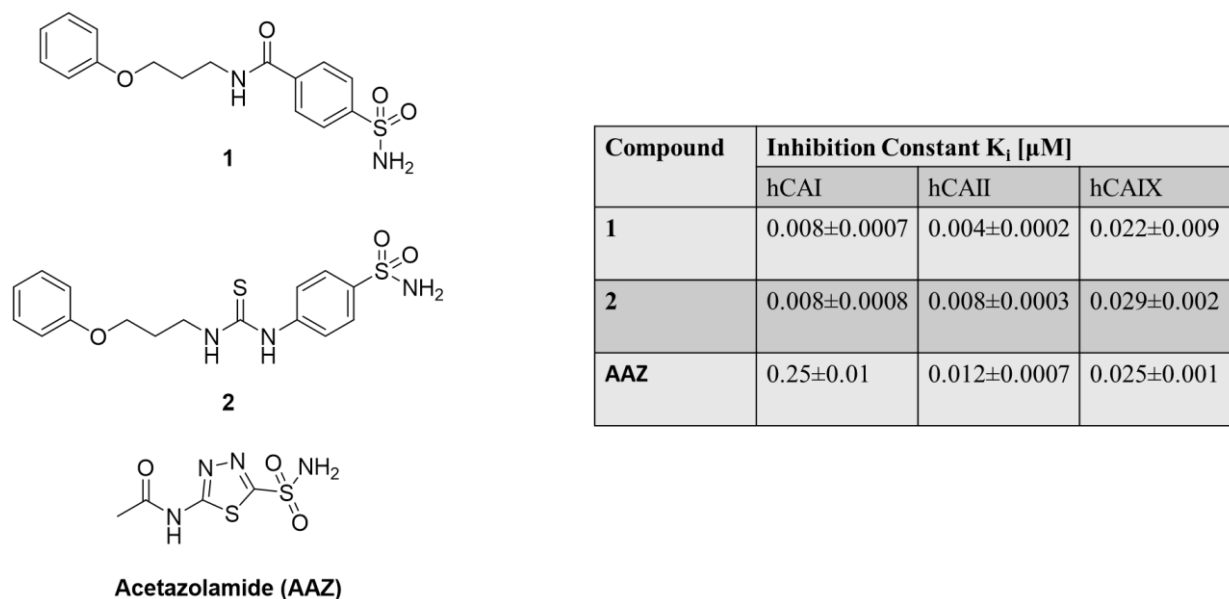 O
O
N
H
S
O
O
NH₂
1
S
O
O
NH₂
S
O
N
H
N
H
2
O
N
H
N
N
S
S
O
O
NH₂
Acetazolamide (AAZ)
Compound Inhibition Constant Kᵢ [µM]
hCAI hCAII hCAIX
1 0.008±0.0007 0.004±0.0002 0.022±0.009
2 0.008±0.0008 0.008±0.0003 0.029±0.002
AAZ 0.25±0.01 0.012±0.0007 0.025±0.001